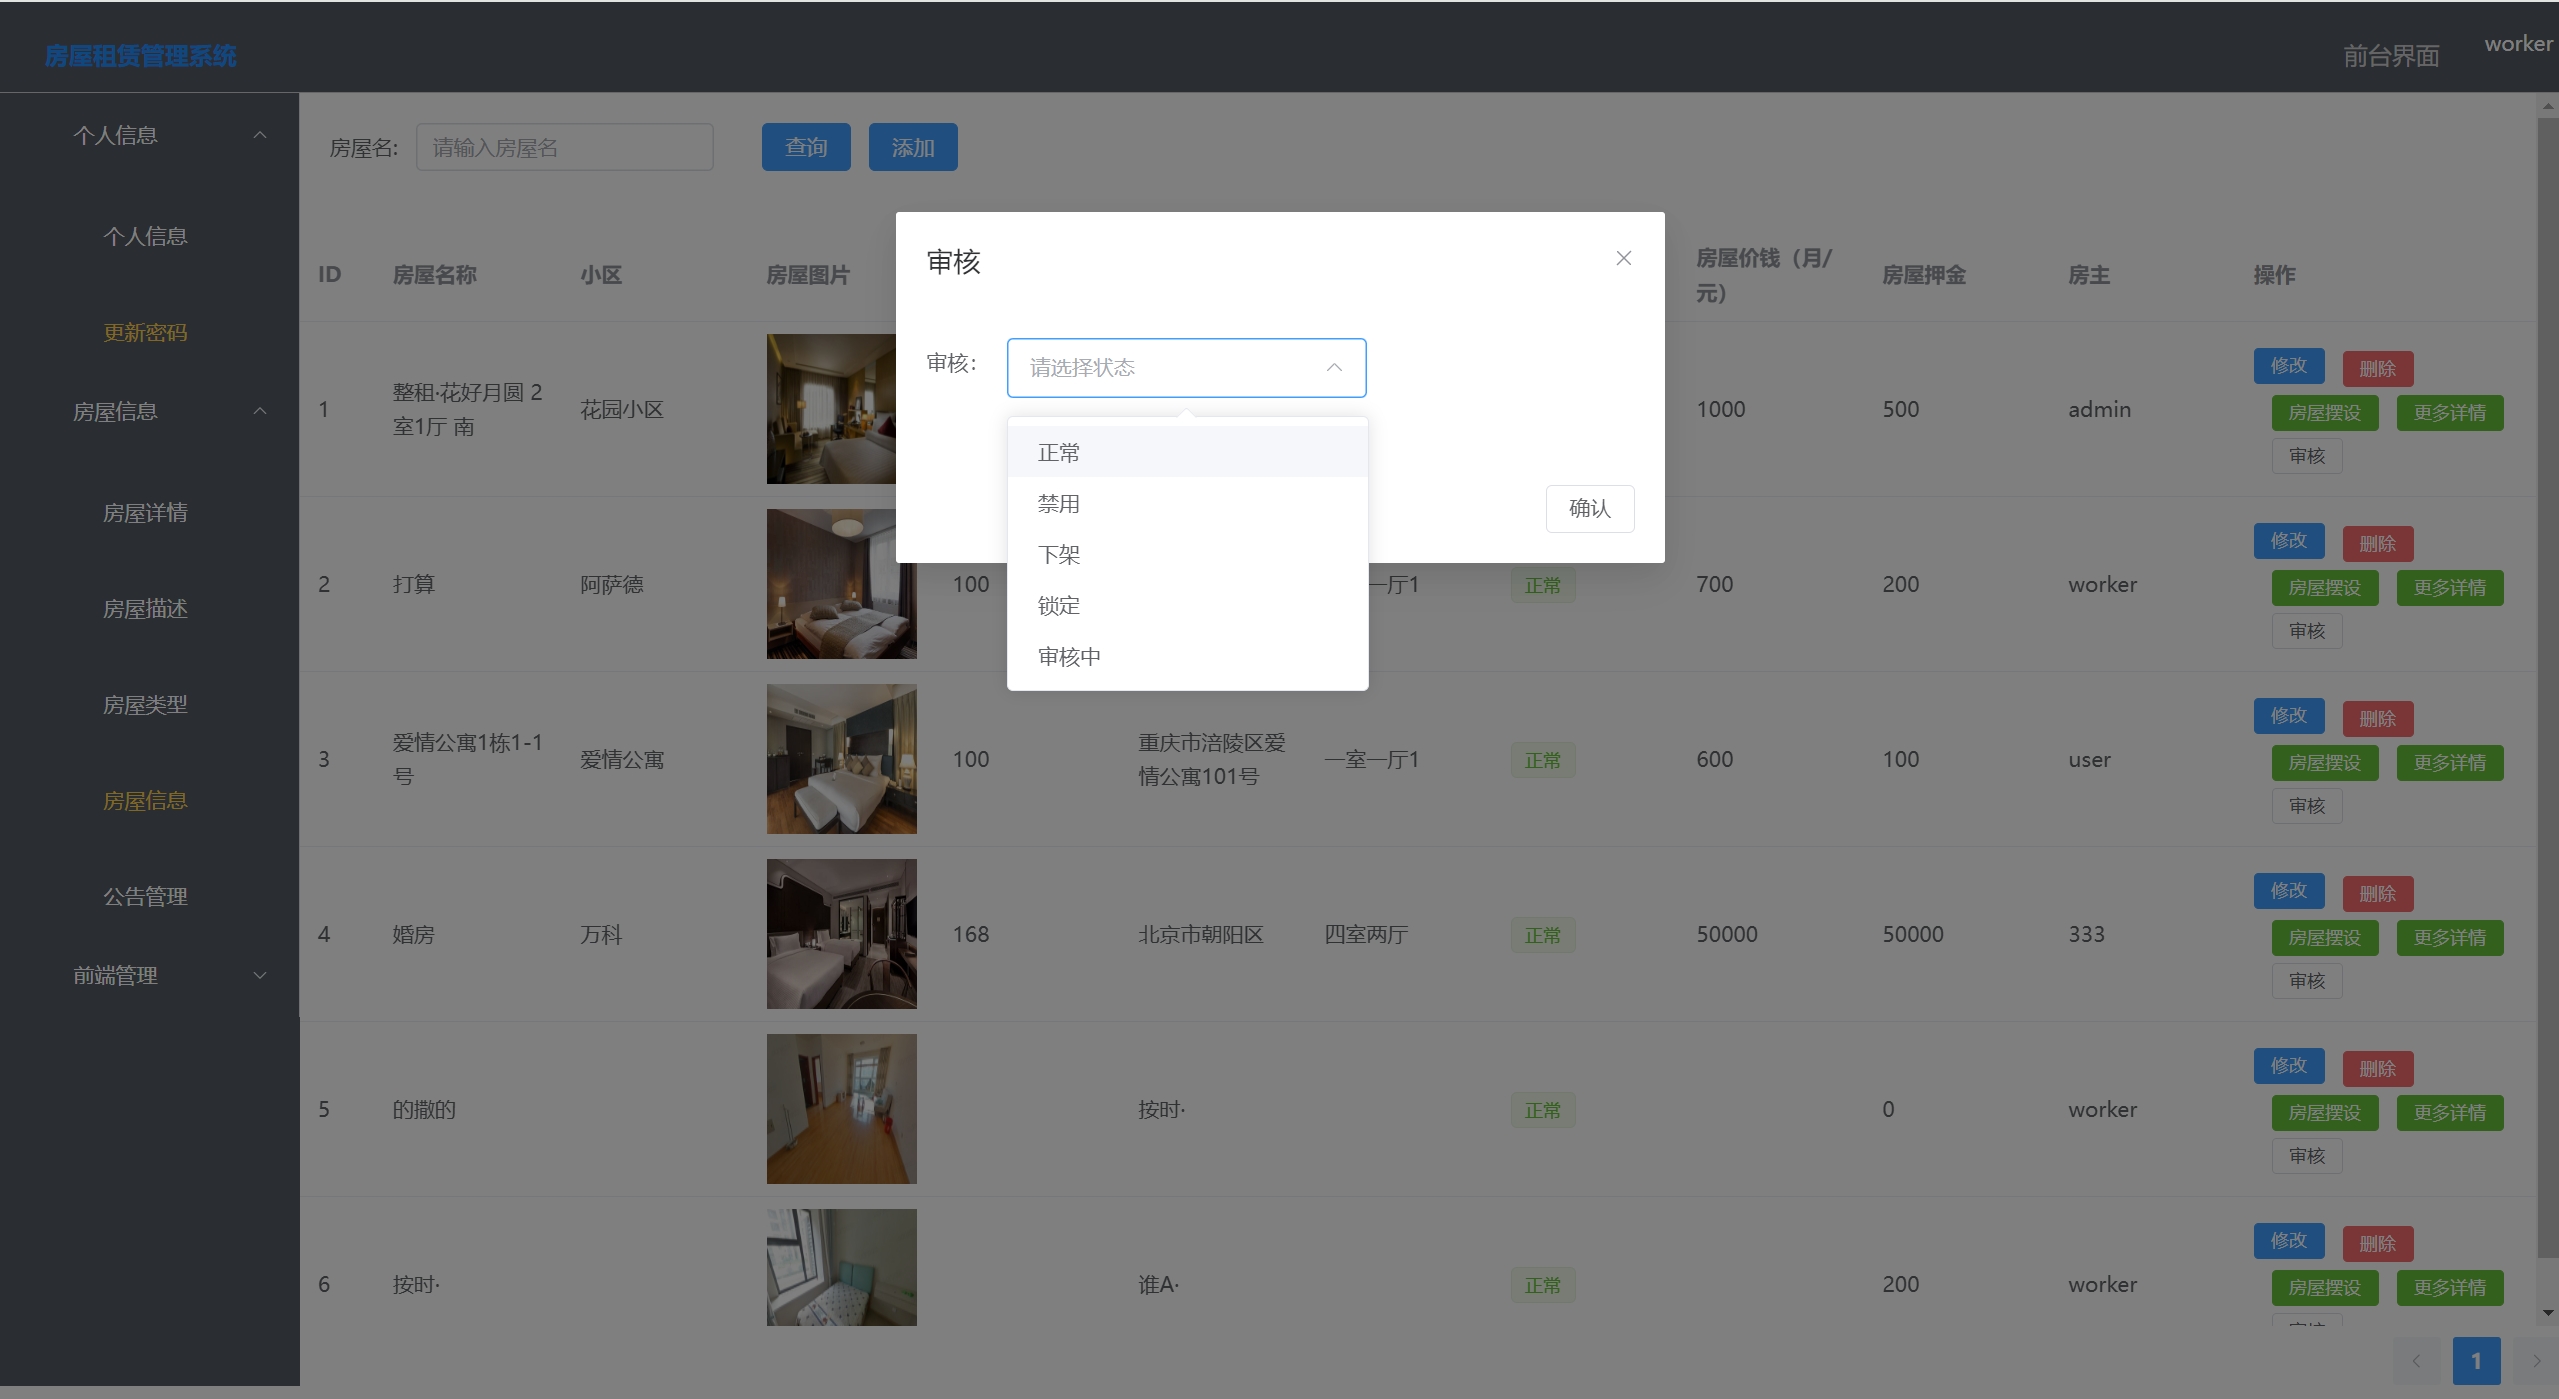 房屋租赁管理系统
前台界面
worker
个人信息
个人信息
更新密码
房屋信息
房屋详情
房屋描述
房屋类型
房屋信息
公告管理
前端管理
房屋名:
请输入房屋名
查询
添加
ID
房屋名称
小区
房屋图片
房屋价钱（月/
元）
房屋押金
房主
操作
审核
审核：
请选择状态
正常
禁用
下架
锁定
审核中
确认
1
整租·花好月圆 2
室1厅 南
花园小区
1000
500
admin
修改
删除
房屋摆设
更多详情
审核
2
打算
阿萨德
100
一厅1
正常
700
200
worker
修改
删除
房屋摆设
更多详情
审核
3
爱情公寓1栋1-1
号
爱情公寓
100
重庆市涪陵区爱
情公寓101号
一室一厅1
正常
600
100
user
修改
删除
房屋摆设
更多详情
审核
4
婚房
万科
168
北京市朝阳区
四室两厅
正常
50000
50000
333
修改
删除
房屋摆设
更多详情
审核
5
的撒的
按时·
正常
0
worker
修改
删除
房屋摆设
更多详情
审核
6
按时·
谁A·
正常
200
worker
修改
删除
房屋摆设
更多详情
1